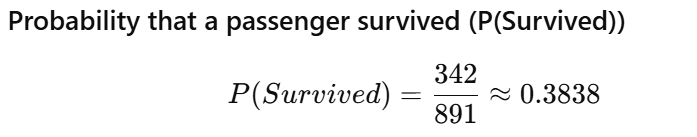 Probability that a passenger survived (P(Survived))
P(Survived) = 342/891 ≈ 0.3838